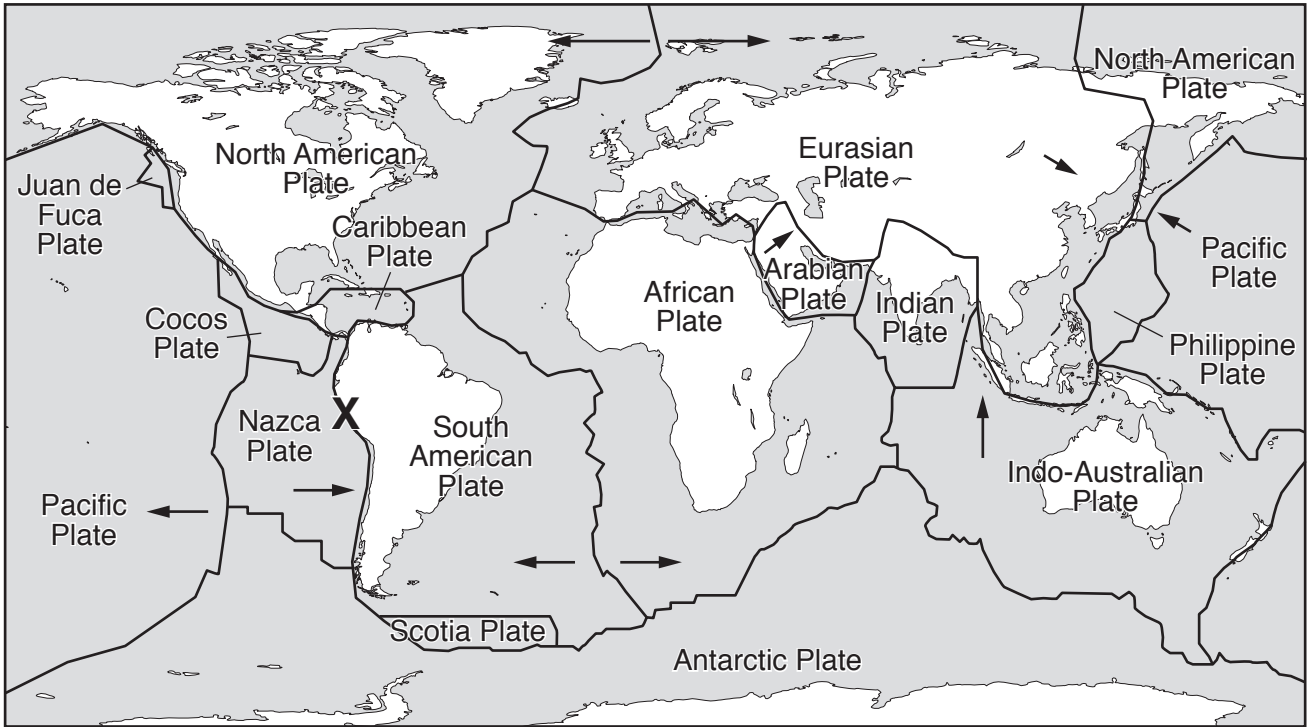 North American
Plate
North American
Plate
Eurasian
Plate
Juan de
Fuca
Plate
Caribbean
Plate
Pacific
Plate
Arabian
Plate
African
Plate
Indian
Plate
Cocos
Plate
Philippine
Plate
X
Nazca
Plate
South
American
Plate
Indo-Australian
Plate
Pacific
Plate
Scotia Plate
Antarctic Plate